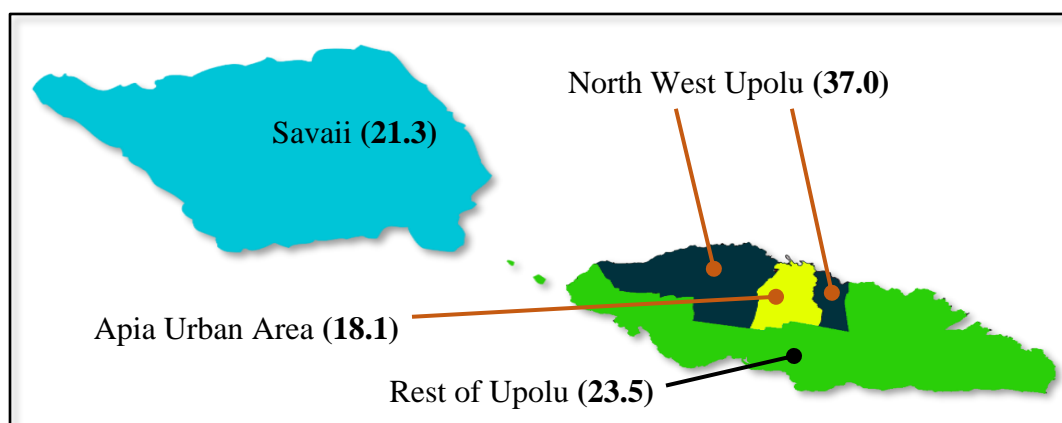 North West Upolu (37.0)
Savaii (21.3)
Apia Urban Area (18.1)
Rest of Upolu (23.5)